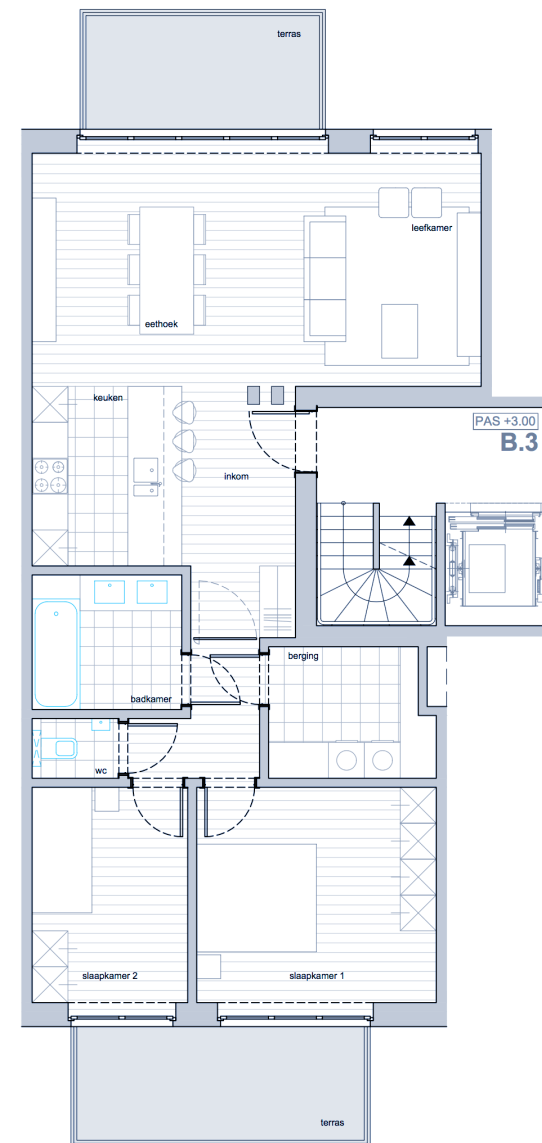 terras
leefkamer
eethoek
keuken
PAS +3.00
B.3
inkom
berging
badkamer
wc
slaapkamer 2
slaapkamer 1
terras